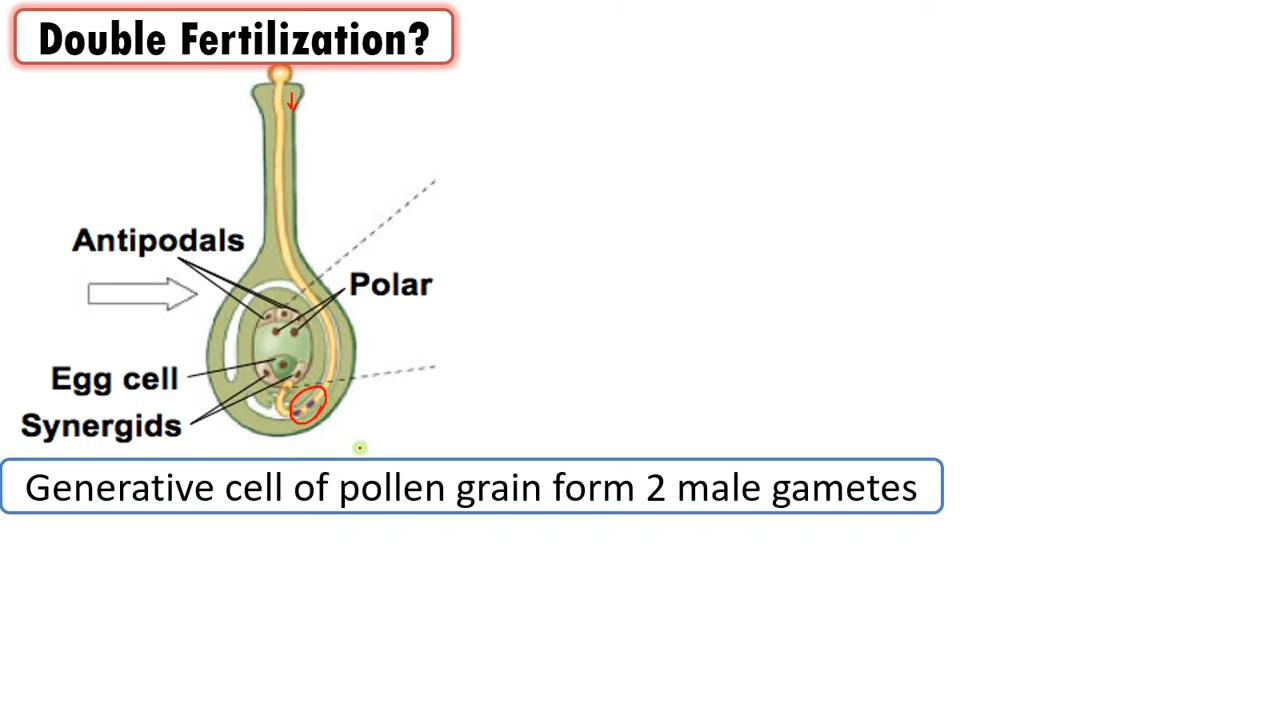 Double Fertilization?
Antipodals
Polar
Egg cell
Synergids
Generative cell of pollen grain form 2 male gametes